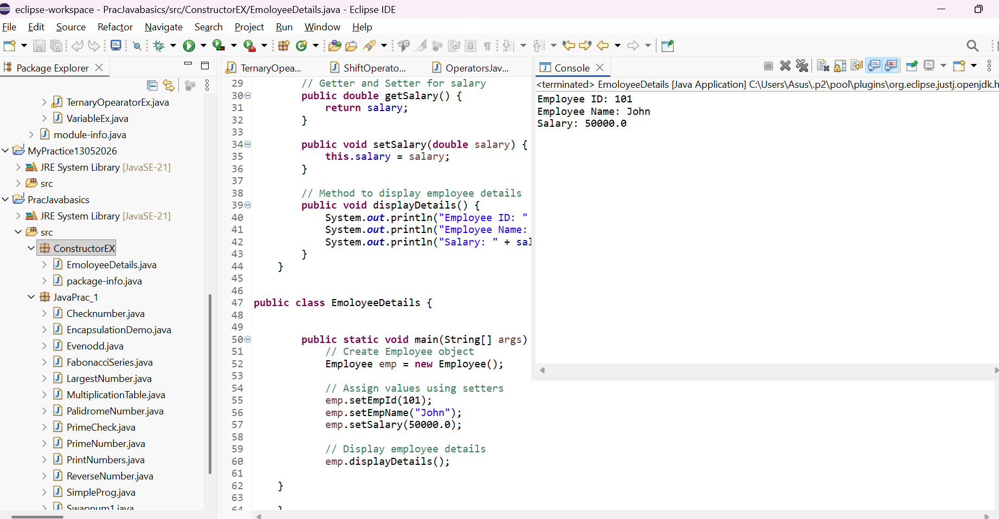 eclipse-workspace - PracJavabasics/src/ConstructorEX/EmoloyeeDetails.java - Eclipse IDE
File Edit Source Refactor Navigate Search Project Run Window Help
Package Explorer
TernaryOpearatorEx.java
VariableEx.java
module-info.java
MyPractice13052026
JRE System Library [JavaSE-21]
src
PracJavabasics
JRE System Library [JavaSE-21]
src
ConstructorEX
EmoloyeeDetails.java
package-info.java
JavaPrac_1
Checknumber.java
EncapsulationDemo.java
Evenodd.java
FabonacciSeries.java
LargestNumber.java
MultiplicationTable.java
PalidromeNumber.java
PrimeCheck.java
PrimeNumber.java
PrintNumbers.java
ReverseNumber.java
SimpleProg.java
Swapnum1.java
TernaryOpea... ShiftOperato... OperatorsJav...
29 // Getter and Setter for salary
30 public double getSalary() {
31 return salary;
32 }
33
34 public void setSalary(double salary) {
35 this.salary = salary;
36 }
37
38 // Method to display employee details
39 public void displayDetails() {
40 System.out.println("Employee ID: "
41 System.out.println("Employee Name:
42 System.out.println("Salary: " + sal
43 }
44 }
45
46
47 public class EmoloyeeDetails {
48
49
50 public static void main(String[] args)
51 // Create Employee object
52 Employee emp = new Employee();
53
54 // Assign values using setters
55 emp.setEmpId(101);
56 emp.setEmpName("John");
57 emp.setSalary(50000.0);
58
59 // Display employee details
60 emp.displayDetails();
61
62 }
63
64 }
Console
<terminated> EmoloyeeDetails [Java Application] C:\Users\Asus\.p2\pool\plugins\org.eclipse.justj.openjdk.h
Employee ID: 101
Employee Name: John
Salary: 50000.0